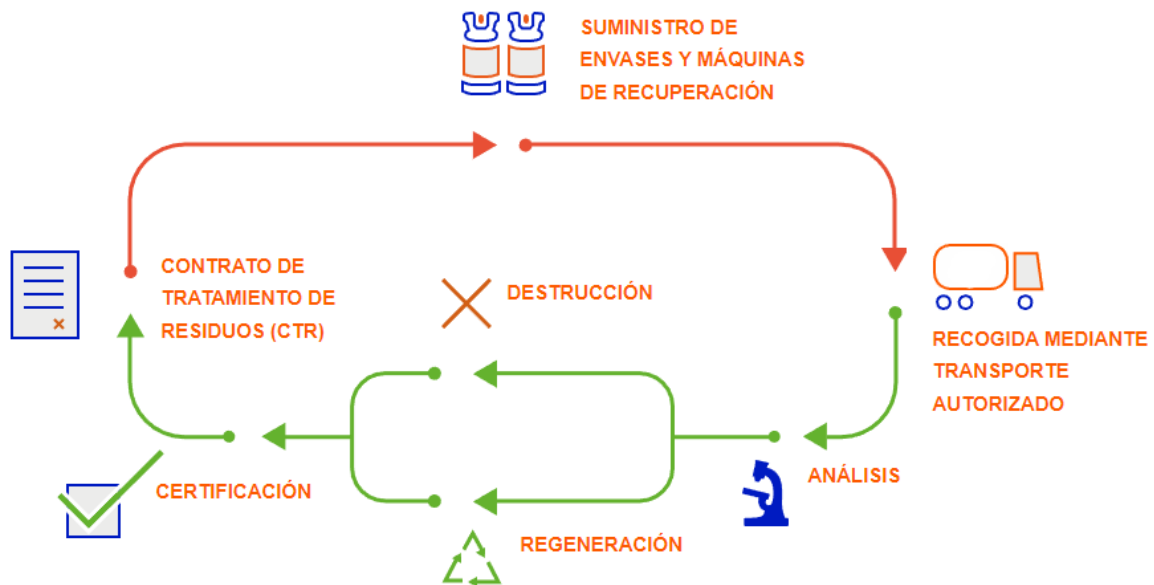 SUMINISTRO DE
ENVASES Y MÁQUINAS
DE RECUPERACIÓN
CONTRATO DE
TRATAMIENTO DE
RESIDUOS (CTR)
DESTRUCCIÓN
RECOGIDA MEDIANTE
TRANSPORTE
AUTORIZADO
ANÁLISIS
CERTIFICACIÓN
REGENERACIÓN